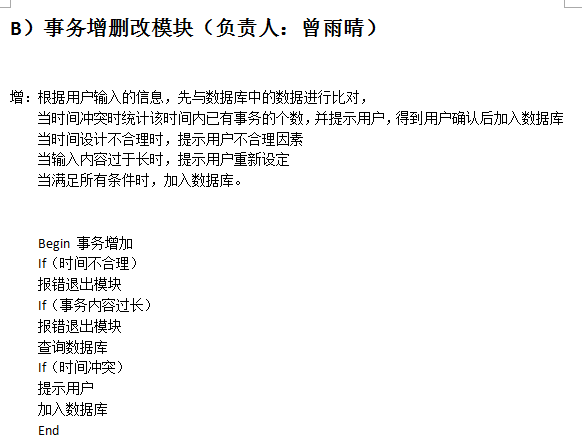 B）事务增删改模块（负责人：曾雨晴）
增：根据用户输入的信息，先与数据库中的数据进行比对，
当时间冲突时统计该时间内已有事务的个数，并提示用户，得到用户确认后加入数据库
当时间设计不合理时，提示用户不合理因素
当输入内容过于长时，提示用户重新设定
当满足所有条件时，加入数据库。
Begin 事务增加
If（时间不合理）
报错退出模块
If（事务内容过长）
报错退出模块
查询数据库
If（时间冲突）
提示用户
加入数据库
End